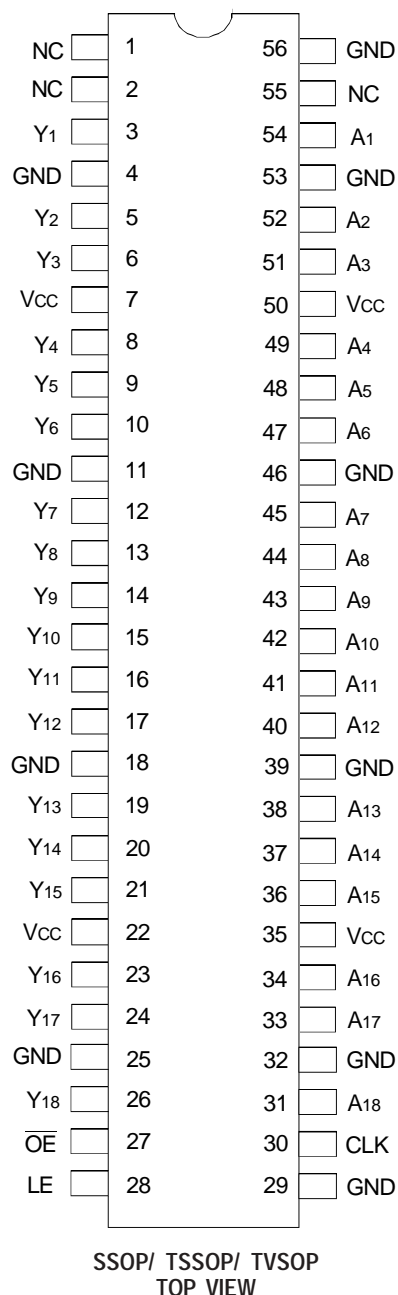 NC 1 56 GND
NC 2 55 NC
Y1 3 54 A1
GND 4 53 GND
Y2 5 52 A2
Y3 6 51 A3
VCC 7 50 VCC
Y4 8 49 A4
Y5 9 48 A5
Y6 10 47 A6
GND 11 46 GND
Y7 12 45 A7
Y8 13 44 A8
Y9 14 43 A9
Y10 15 42 A10
Y11 16 41 A11
Y12 17 40 A12
GND 18 39 GND
Y13 19 38 A13
Y14 20 37 A14
Y15 21 36 A15
VCC 22 35 VCC
Y16 23 34 A16
Y17 24 33 A17
GND 25 32 GND
Y18 26 31 A18
O̅E̅ 27 30 CLK
LE 28 29 GND
SSOP/ TSSOP/ TVSOP
TOP VIEW